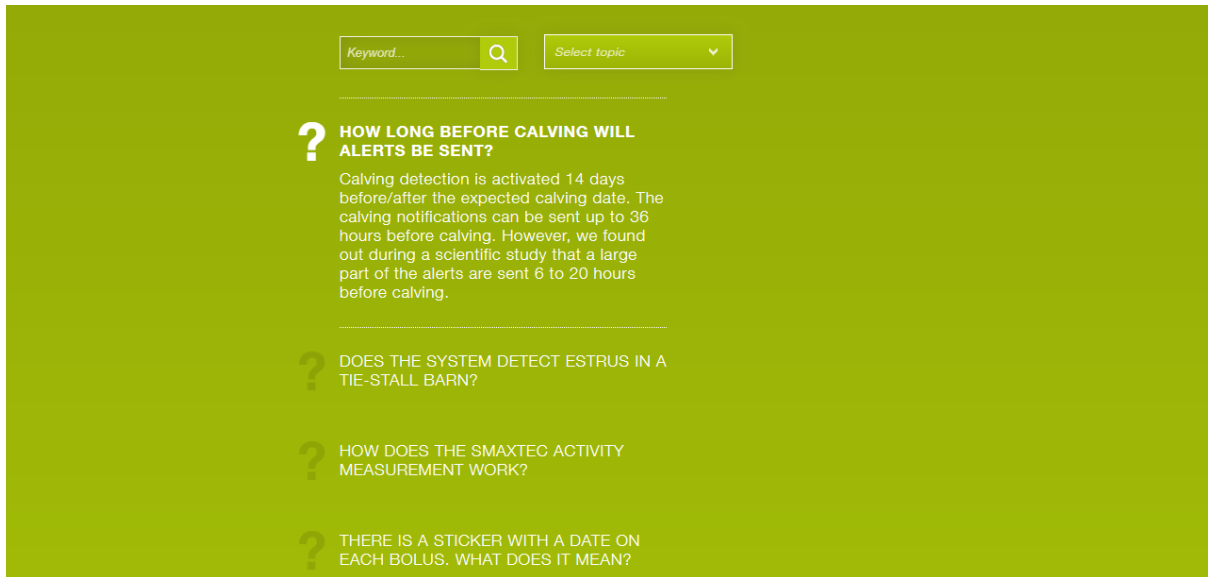 Keyword...
Select topic
HOW LONG BEFORE CALVING WILL
ALERTS BE SENT?
Calving detection is activated 14 days
before/after the expected calving date. The
calving notifications can be sent up to 36
hours before calving. However, we found
out during a scientific study that a large
part of the alerts are sent 6 to 20 hours
before calving.
DOES THE SYSTEM DETECT ESTRUS IN A
TIE-STALL BARN?
HOW DOES THE SMAXTEC ACTIVITY
MEASUREMENT WORK?
THERE IS A STICKER WITH A DATE ON
EACH BOLUS. WHAT DOES IT MEAN?